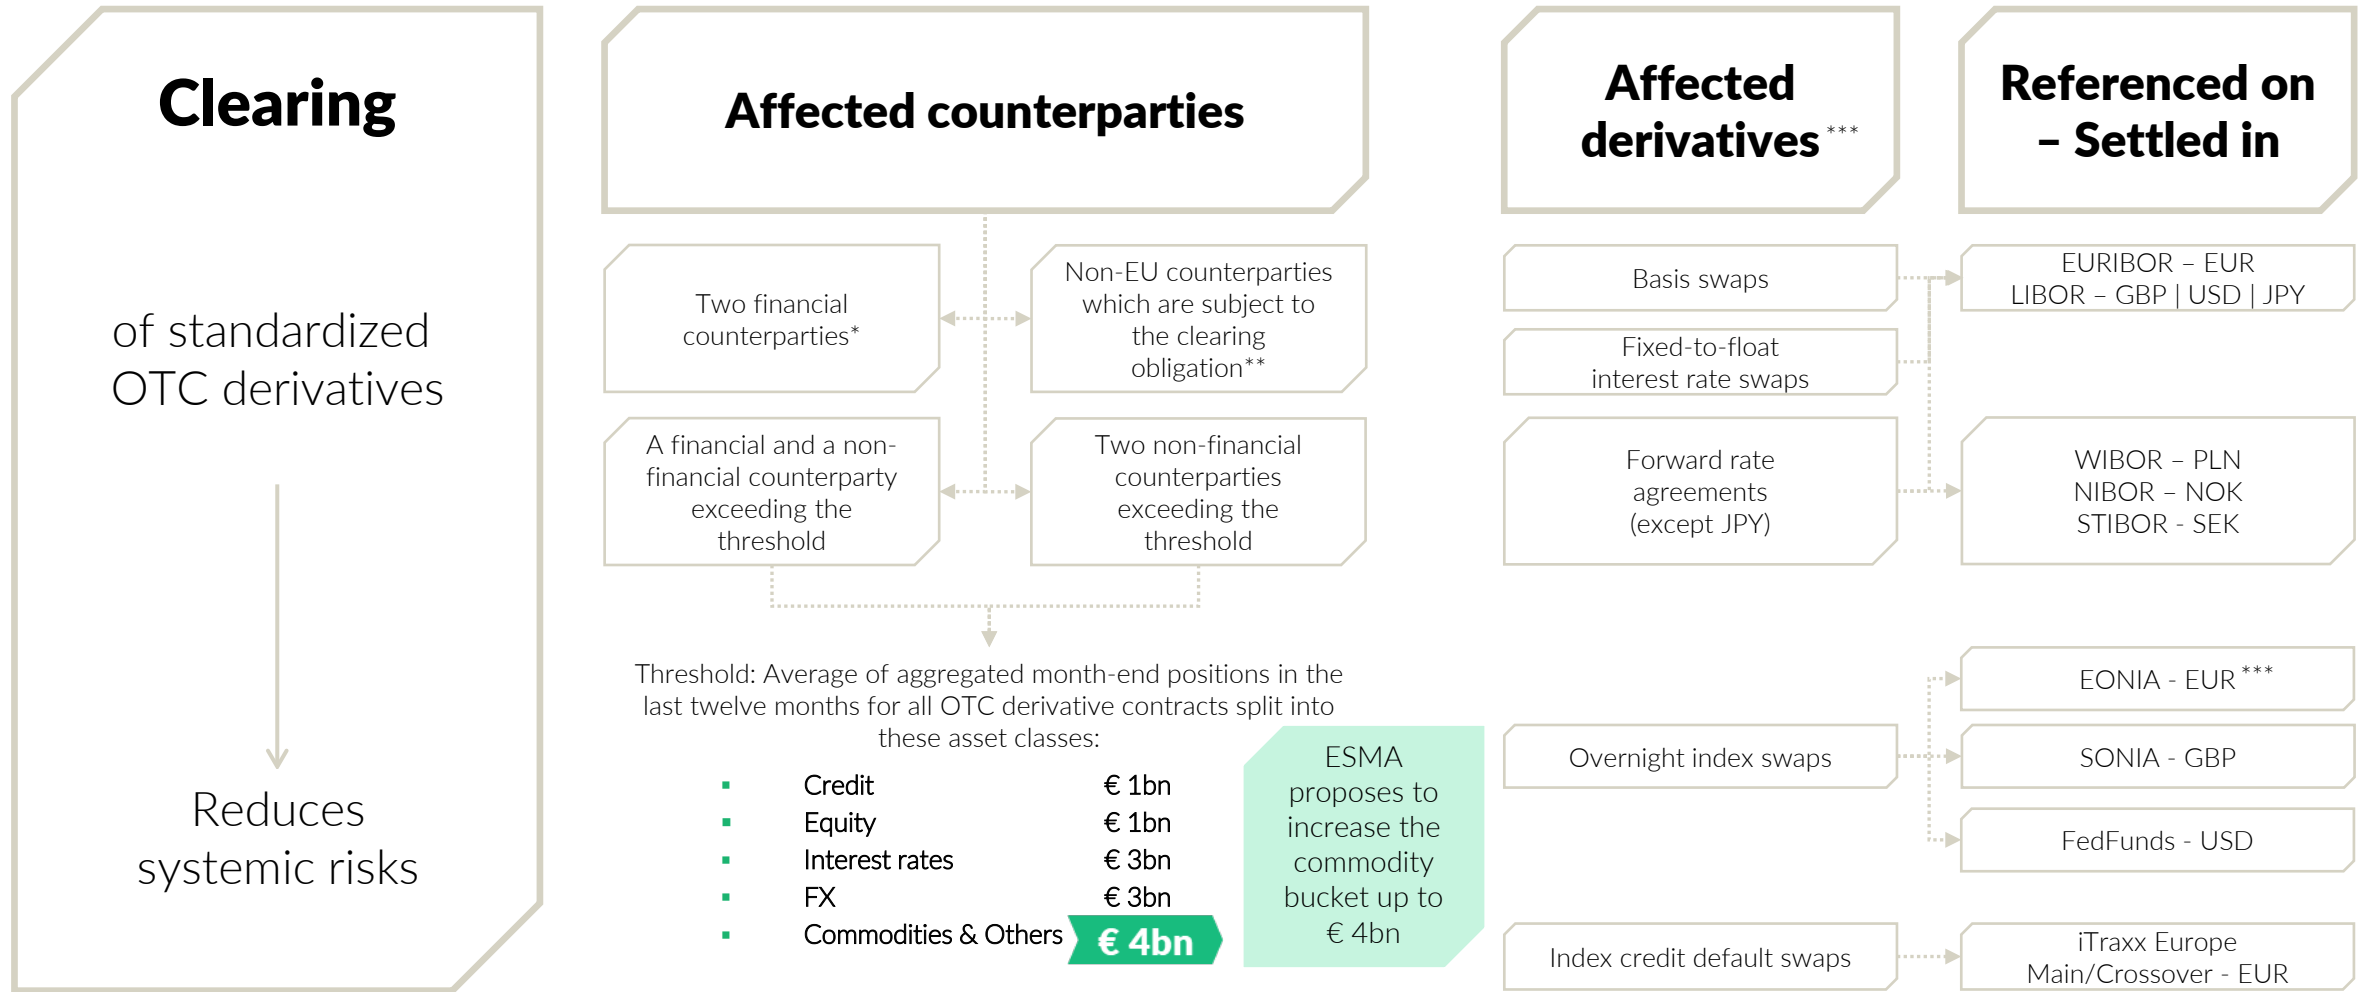 Clearing
of standardized
OTC derivatives
Reduces
systemic risks
Affected counterparties
Two financial
counterparties*
Non-EU counterparties
which are subject to
the clearing
obligation**
A financial and a non-
financial counterparty
exceeding the
threshold
Two non-financial
counterparties
exceeding the
threshold
Threshold: Average of aggregated month-end positions in the
last twelve months for all OTC derivative contracts split into
these asset classes:
▪ Credit € 1bn
▪ Equity € 1bn
▪ Interest rates € 3bn
▪ FX € 3bn
▪ Commodities & Others € 4bn
ESMA
proposes to
increase the
commodity
bucket up to
€ 4bn
Affected
derivatives***
Referenced on
– Settled in
Basis swaps
EURIBOR – EUR
LIBOR – GBP | USD | JPY
Fixed-to-float
interest rate swaps
Forward rate
agreements
(except JPY)
WIBOR – PLN
NIBOR – NOK
STIBOR - SEK
Overnight index swaps
EONIA - EUR***
SONIA - GBP
FedFunds - USD
Index credit default swaps
iTraxx Europe
Main/Crossover - EUR